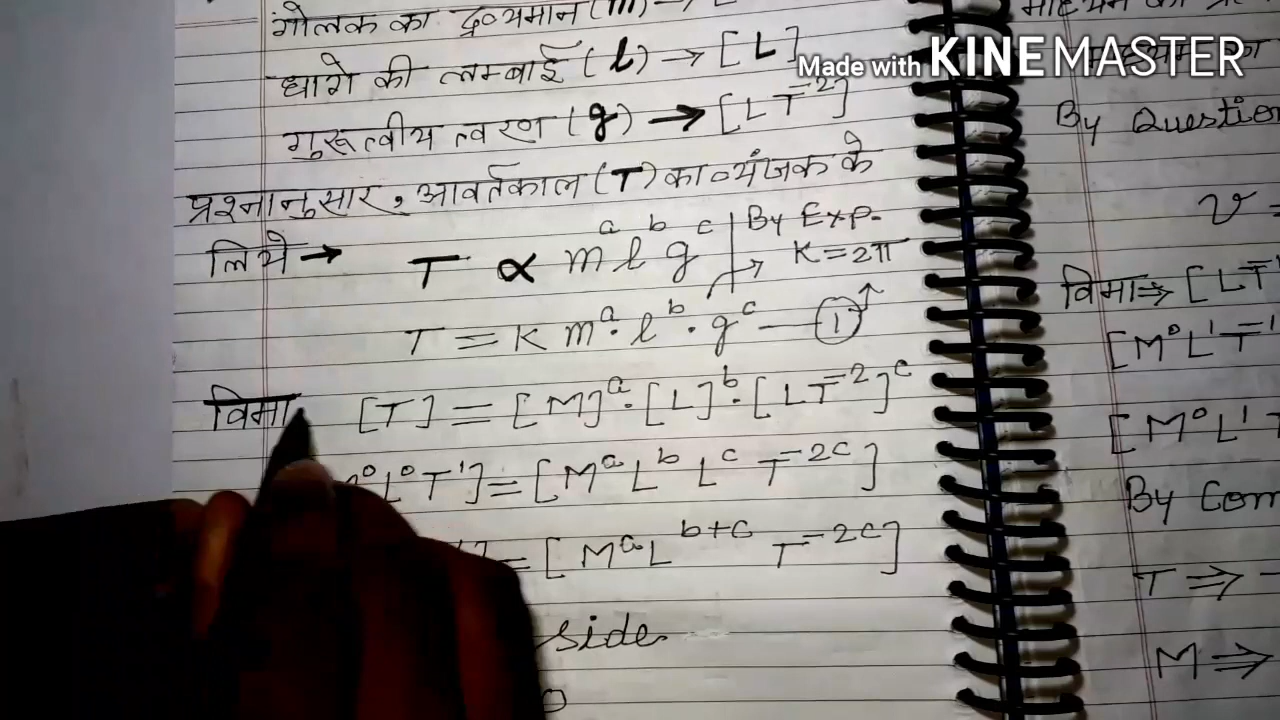 गोलक का द्रव्यमान (m) →
धागे की लम्बाई (l) → [L]
गुरूत्वीय त्वरण (g) → [LT⁻²]
प्रश्नानुसार, आवर्तकाल (T) का व्यंजक के
लिये → T ∝ mᵃ lᵇ gᶜ | By Exp.
K = 2π
T = K mᵃ· lᵇ· gᶜ — ①
विमा [T] = [M]ᵃ· [L]ᵇ· [LT⁻²]ᶜ
L⁰T¹] = [Mᵃ Lᵇ Lᶜ T⁻²ᶜ]
= [Mᵃ L^{b+c} T⁻²ᶜ]
side
Made with KINEMASTER
By Question
v =
विमा ⇒ [LT⁻¹
[M⁰L¹T⁻¹
[M⁰L¹
By Com
T ⇒
M ⇒